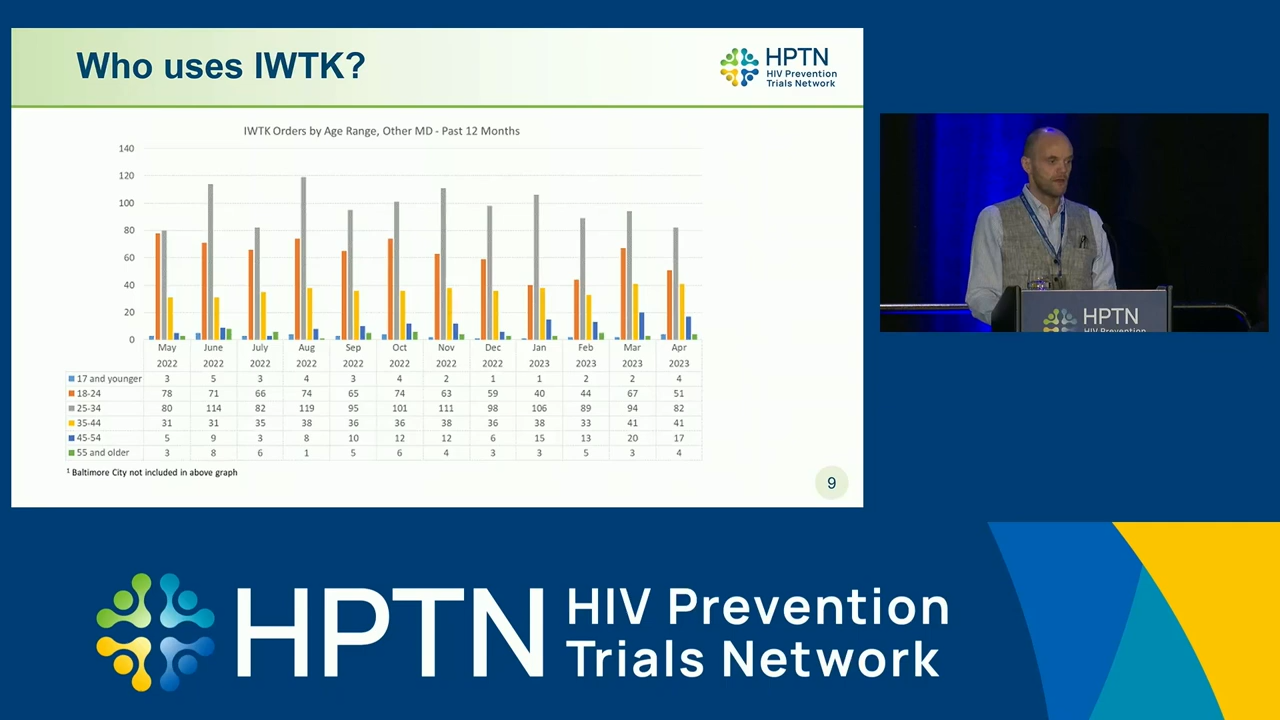 Who uses IWTK?
HPTN
HIV Prevention
Trials Network
IWTK Orders by Age Range, Other MD - Past 12 Months
140
120
100
80
60
40
20
0
May June July Aug Sep Oct Nov Dec Jan Feb Mar Apr
2022 2022 2022 2022 2022 2022 2022 2022 2023 2023 2023 2023
17 and younger 3 5 3 4 3 4 2 1 1 2 2 4
18-24 78 71 66 74 65 74 63 59 40 44 67 51
25-34 80 114 82 119 95 101 111 98 106 89 94 82
35-44 31 31 35 38 36 36 38 36 38 33 41 41
45-54 5 9 3 8 10 12 12 6 15 13 20 17
55 and older 3 8 6 1 5 6 4 3 3 5 3 4
1 Baltimore City not included in above graph
9
HPTN
HIV Prevention
HPTN
HIV Prevention
Trials Network